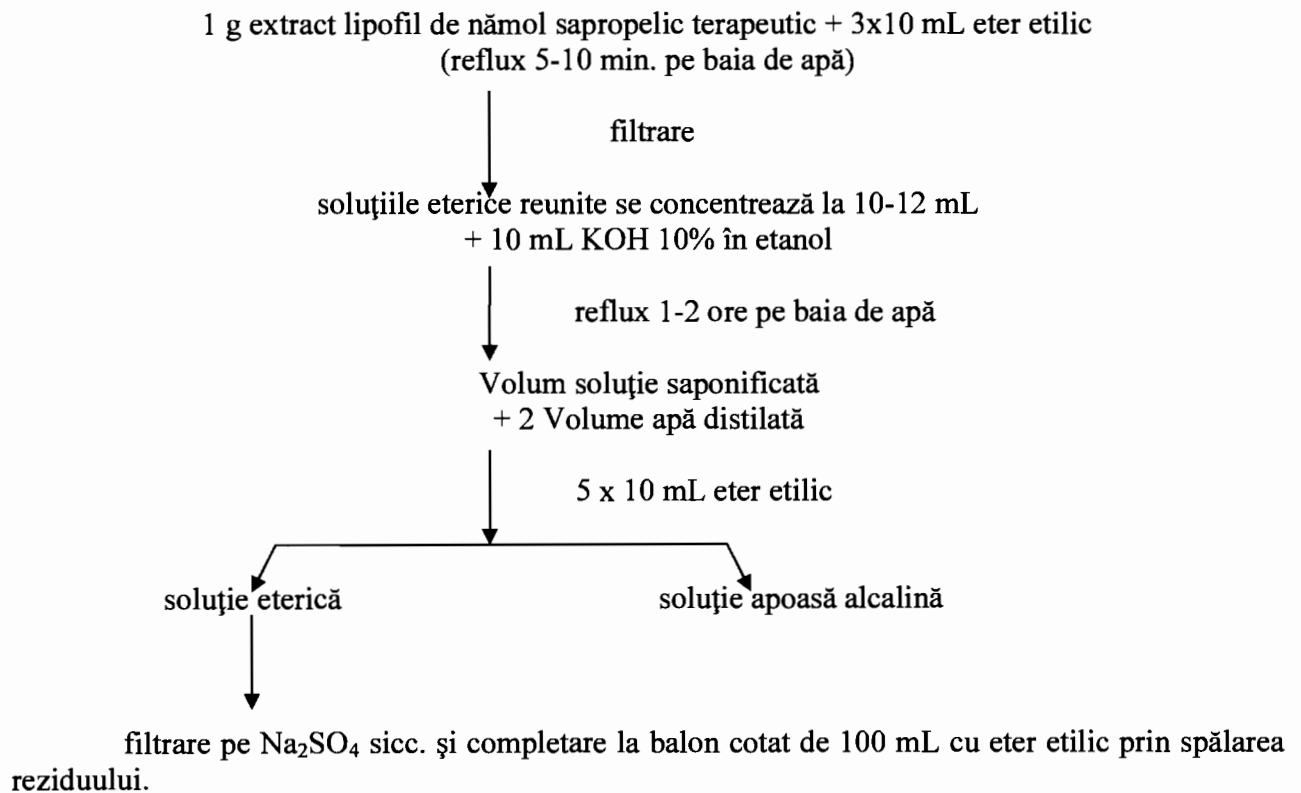 1 g extract lipofil de nămol sapropelic terapeutic + 3x10 mL eter etilic
(reflux 5-10 min. pe baia de apă)
filtrare
soluţiile eterice reunite se concentrează la 10-12 mL
+ 10 mL KOH 10% în etanol
reflux 1-2 ore pe baia de apă
Volum soluţie saponificată
+ 2 Volume apă distilată
5 x 10 mL eter etilic
soluţie eterică
soluţie apoasă alcalină
filtrare pe Na₂SO₄ sicc. şi completare la balon cotat de 100 mL cu eter etilic prin spălarea
reziduului.